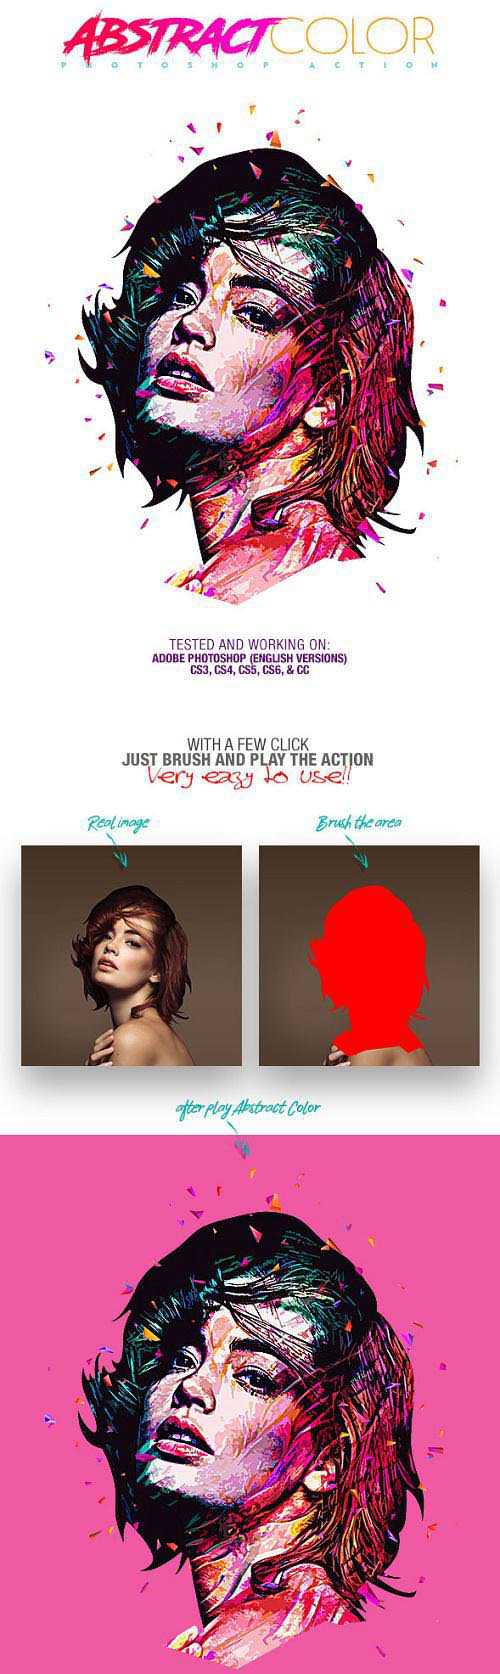 ABSTRACTCOLOR
PHOTOSHOP ACTION
TESTED AND WORKING ON:
ADOBE PHOTOSHOP (ENGLISH VERSIONS)
CS3, CS4, CS5, CS6, & CC
WITH A FEW CLICK
JUST BRUSH AND PLAY THE ACTION
Very eazy to use!!
Real image
Brush the area
after play Abstract Color